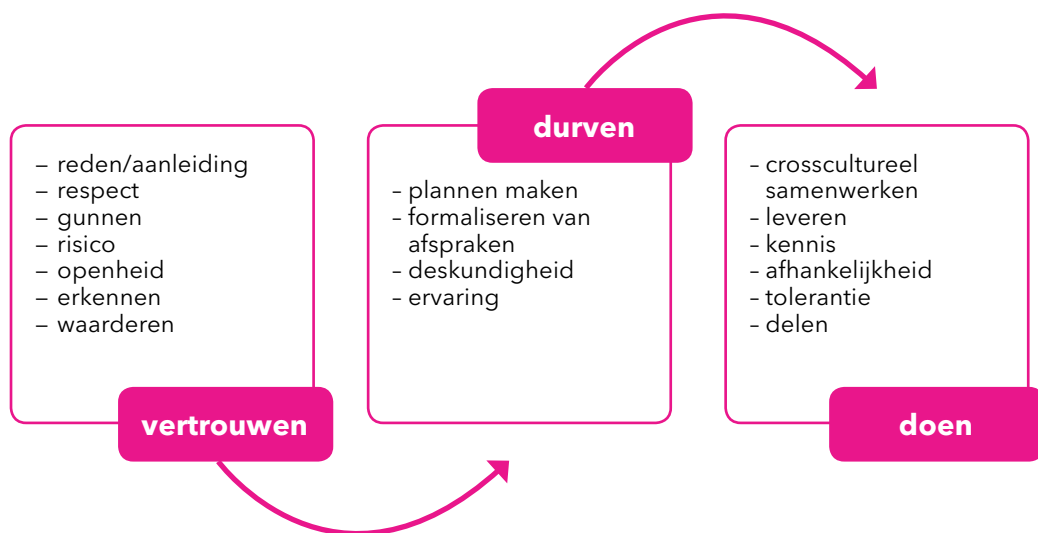 – reden/aanleiding
– respect
– gunnen
– risico
– openheid
– erkennen
– waarderen
vertrouwen
durven
– plannen maken
– formaliseren van
afspraken
– deskundigheid
– ervaring
– crosscultureel
samenwerken
– leveren
– kennis
– afhankelijkheid
– tolerantie
– delen
doen